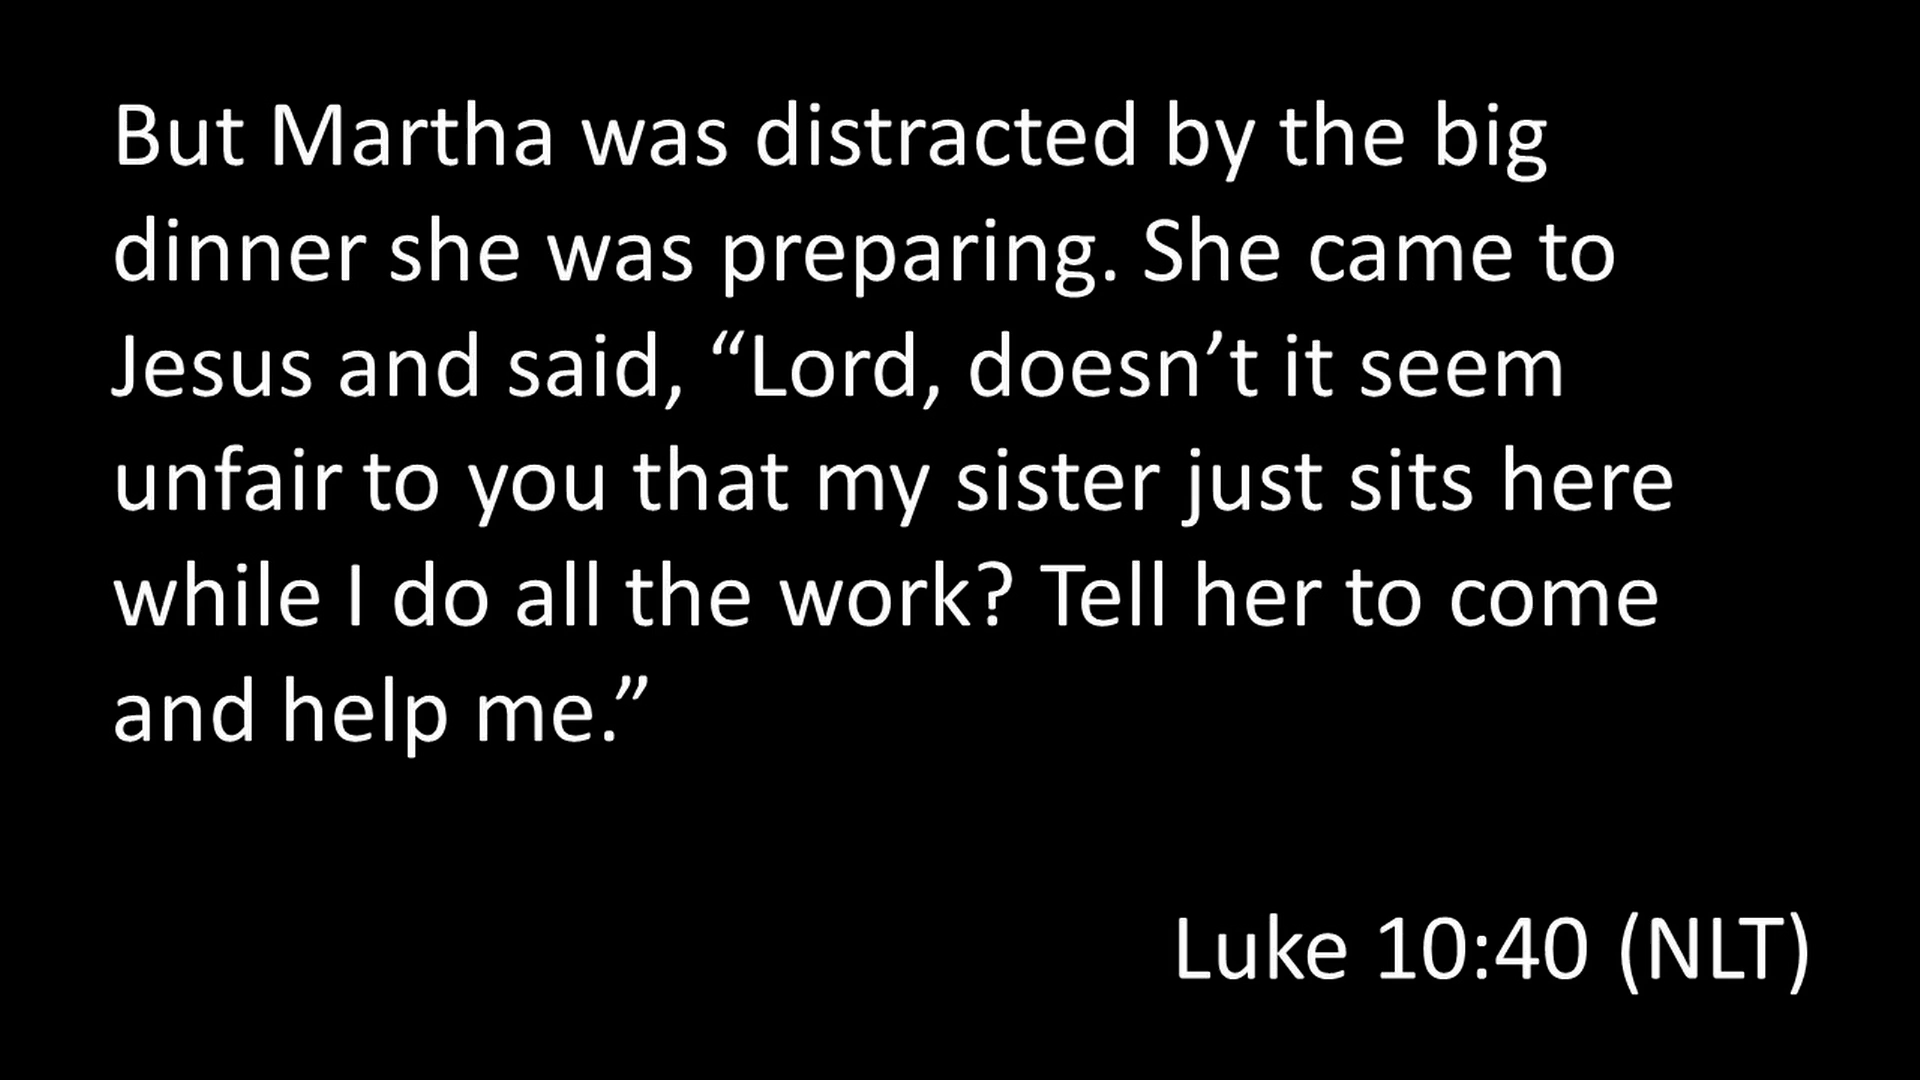 But Martha was distracted by the big
dinner she was preparing. She came to
Jesus and said, “Lord, doesn’t it seem
unfair to you that my sister just sits here
while I do all the work? Tell her to come
and help me.”
Luke 10:40 (NLT)